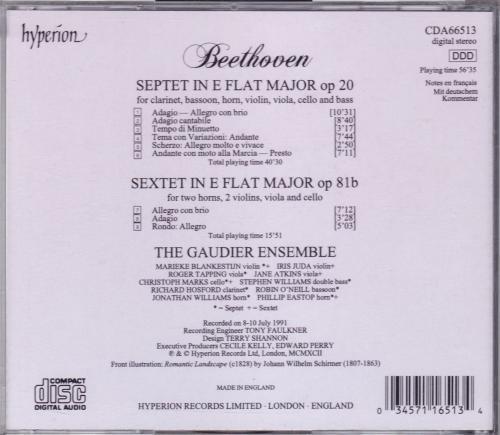 hyperion
CDA66513
digital stereo
DDD
Playing time 56'35
Notes en français
Mit deutschem
Kommentar
Beethoven
SEPTET IN E FLAT MAJOR op 20
for clarinet, bassoon, horn, violin, viola, cello and bass
1 Adagio — Allegro con brio [10'31]
2 Adagio cantabile [8'40]
3 Tempo di Minuetto [3'17]
4 Tema con Variazioni: Andante [7'44]
5 Scherzo: Allegro molto e vivace [2'50]
6 Andante con moto alla Marcia — Presto [7'11]
Total playing time 40'30
SEXTET IN E FLAT MAJOR op 81b
for two horns, 2 violins, viola and cello
7 Allegro con brio [7'12]
8 Adagio [3'28]
9 Rondo: Allegro [5'03]
Total playing time 15'51
THE GAUDIER ENSEMBLE
MARIEKE BLANKESTIJN violin *+ IRIS JUDA violin+
ROGER TAPPING viola* JANE ATKINS viola+
CHRISTOPH MARKS cello*+ STEPHEN WILLIAMS double bass*
RICHARD HOSFORD clarinet* ROBIN O'NEILL bassoon*
JONATHAN WILLIAMS horn*+ PHILLIP EASTOP horn*+
* = Septet + = Sextet
Recorded on 8-10 July 1991
Recording Engineer TONY FAULKNER
Design TERRY SHANNON
Executive Producers CECILE KELLY, EDWARD PERRY
℗ & © Hyperion Records Ltd, London, MCMXCII
Front illustration: Romantic Landscape (c1828) by Johann Wilhelm Schirmer (1807-1863)
COMPACT
disc
DIGITAL AUDIO
MADE IN ENGLAND
HYPERION RECORDS LIMITED · LONDON · ENGLAND
0 34571 16513 4